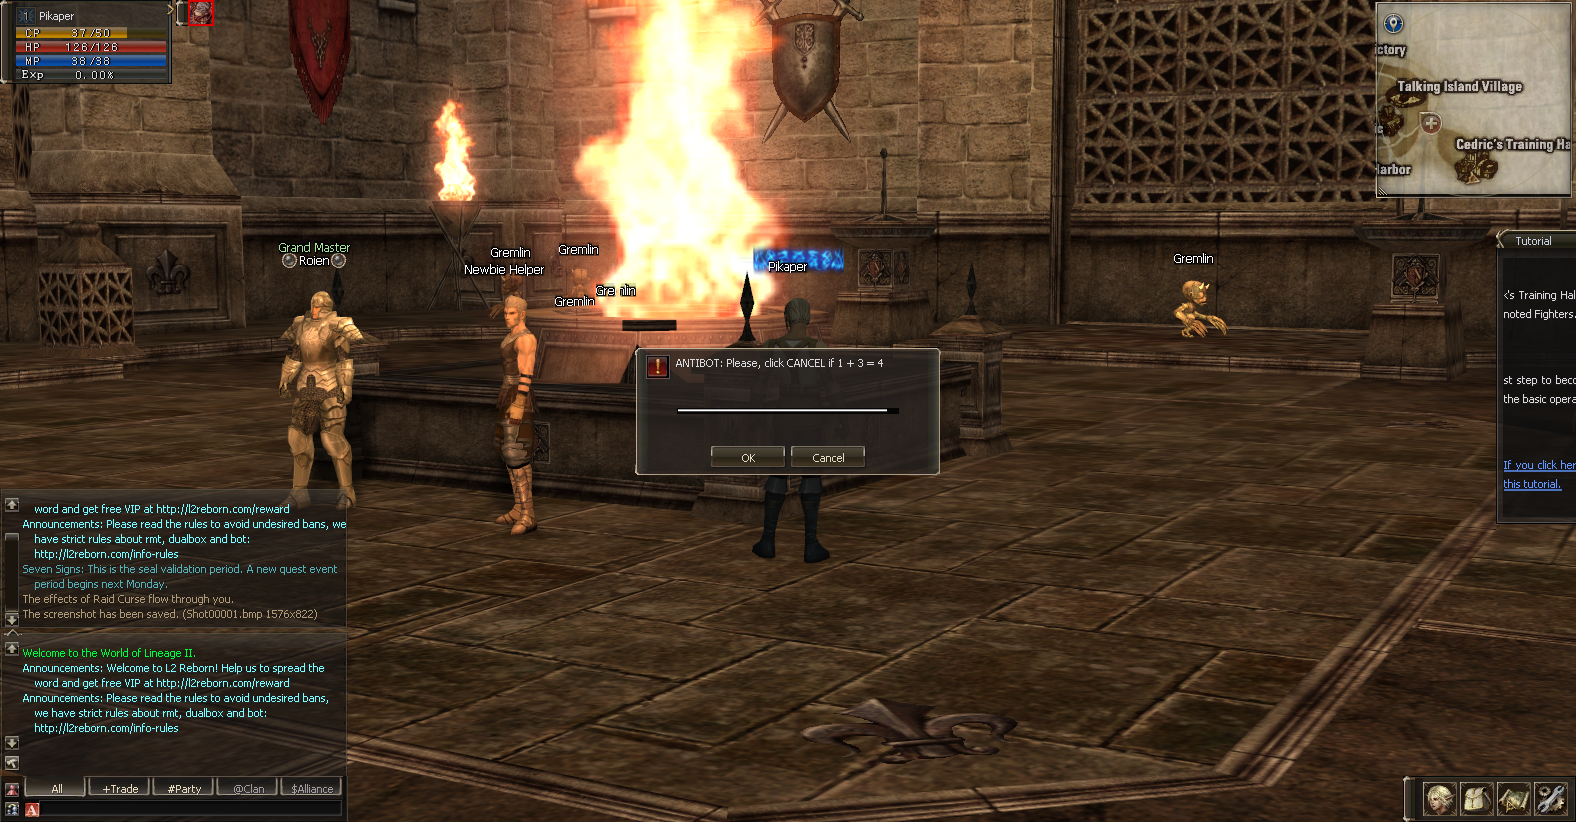 1 Pikaper
CP 37/50
HP 126/126
MP 38/38
Exp 0.00%
ictory
Talking Island Village
ic
Cedric's Training Ha
Harbor
Grand Master
Roien
Gremlin
Newbie Helper
Gremlin
Gremlin
Gremlin
Pikaper
Gremlin
Tutorial
's Training Hal
noted Fighters.
st step to beco
the basic opera
If you click her
this tutorial.
ANTIBOT: Please, click CANCEL if 1 + 3 = 4
OK
Cancel
word and get free VIP at http://l2reborn.com/reward
Announcements: Please read the rules to avoid undesired bans, we
have strict rules about rmt, dualbox and bot:
http://l2reborn.com/info-rules
Seven Signs: This is the seal validation period. A new quest event
period begins next Monday.
The effects of Raid Curse flow through you.
The screenshot has been saved. (Shot00001.bmp 1576x822)
Welcome to the World of Lineage II.
Announcements: Welcome to L2 Reborn! Help us to spread the
word and get free VIP at http://l2reborn.com/reward
Announcements: Please read the rules to avoid undesired bans,
we have strict rules about rmt, dualbox and bot:
http://l2reborn.com/info-rules
All
+Trade
#Party
@Clan
$Alliance
A